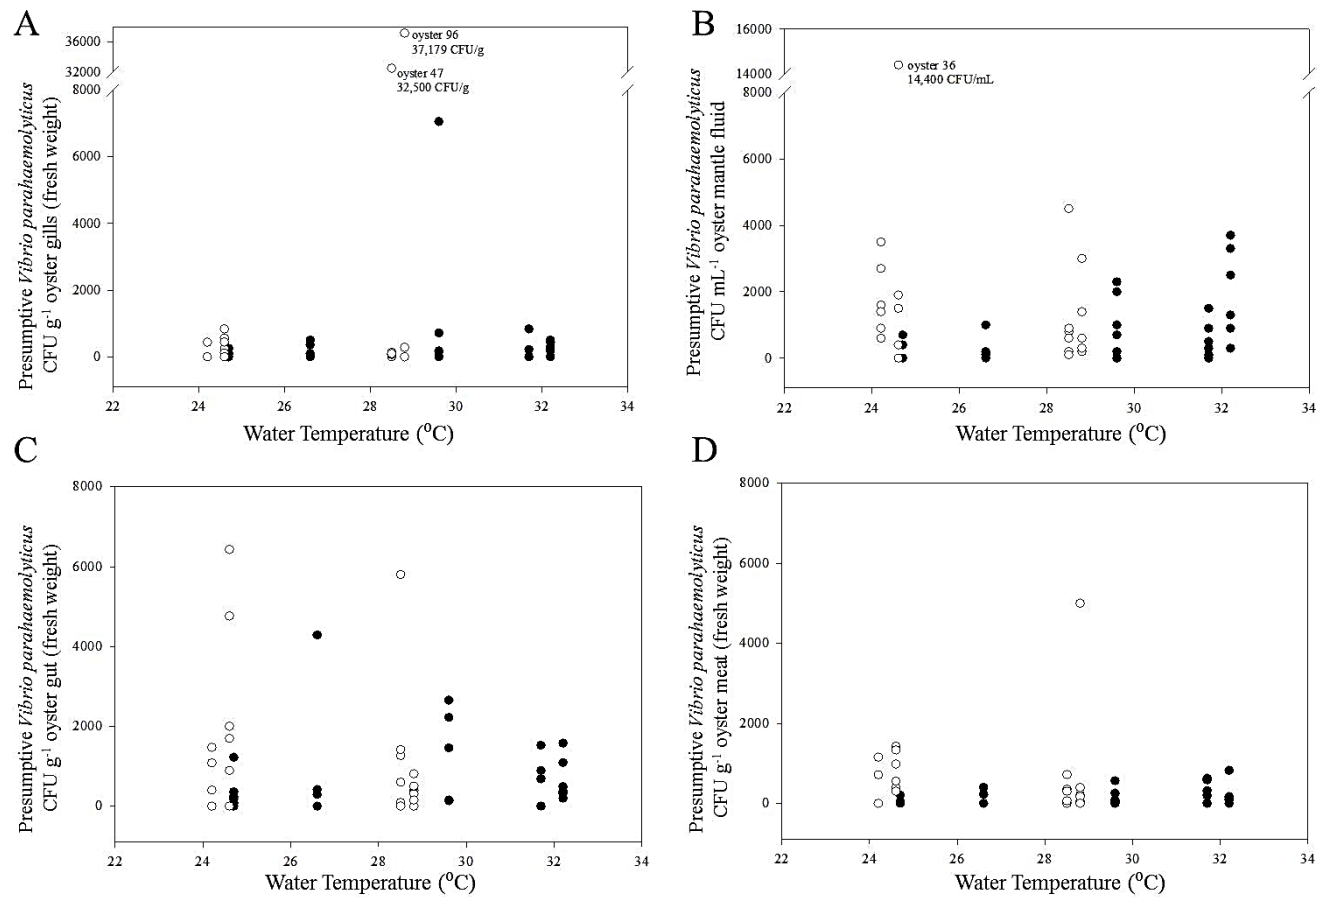 A
Presumptive Vibrio parahaemolyticus
CFU g-1 oyster gills (fresh weight)
36000
32000
8000
6000
4000
2000
0
oyster 96
37,179 CFU/g
oyster 47
32,500 CFU/g
22 24 26 28 30 32 34
Water Temperature (oC)
B
Presumptive Vibrio parahaemolyticus
CFU mL-1 oyster mantle fluid
16000
14000
8000
6000
4000
2000
0
oyster 36
14,400 CFU/mL
22 24 26 28 30 32 34
Water Temperature (oC)
C
Presumptive Vibrio parahaemolyticus
CFU g-1 oyster gut (fresh weight)
8000
6000
4000
2000
0
22 24 26 28 30 32 34
Water Temperature (oC)
D
Presumptive Vibrio parahaemolyticus
CFU g-1 oyster meat (fresh weight)
8000
6000
4000
2000
0
22 24 26 28 30 32 34
Water Temperature (oC)